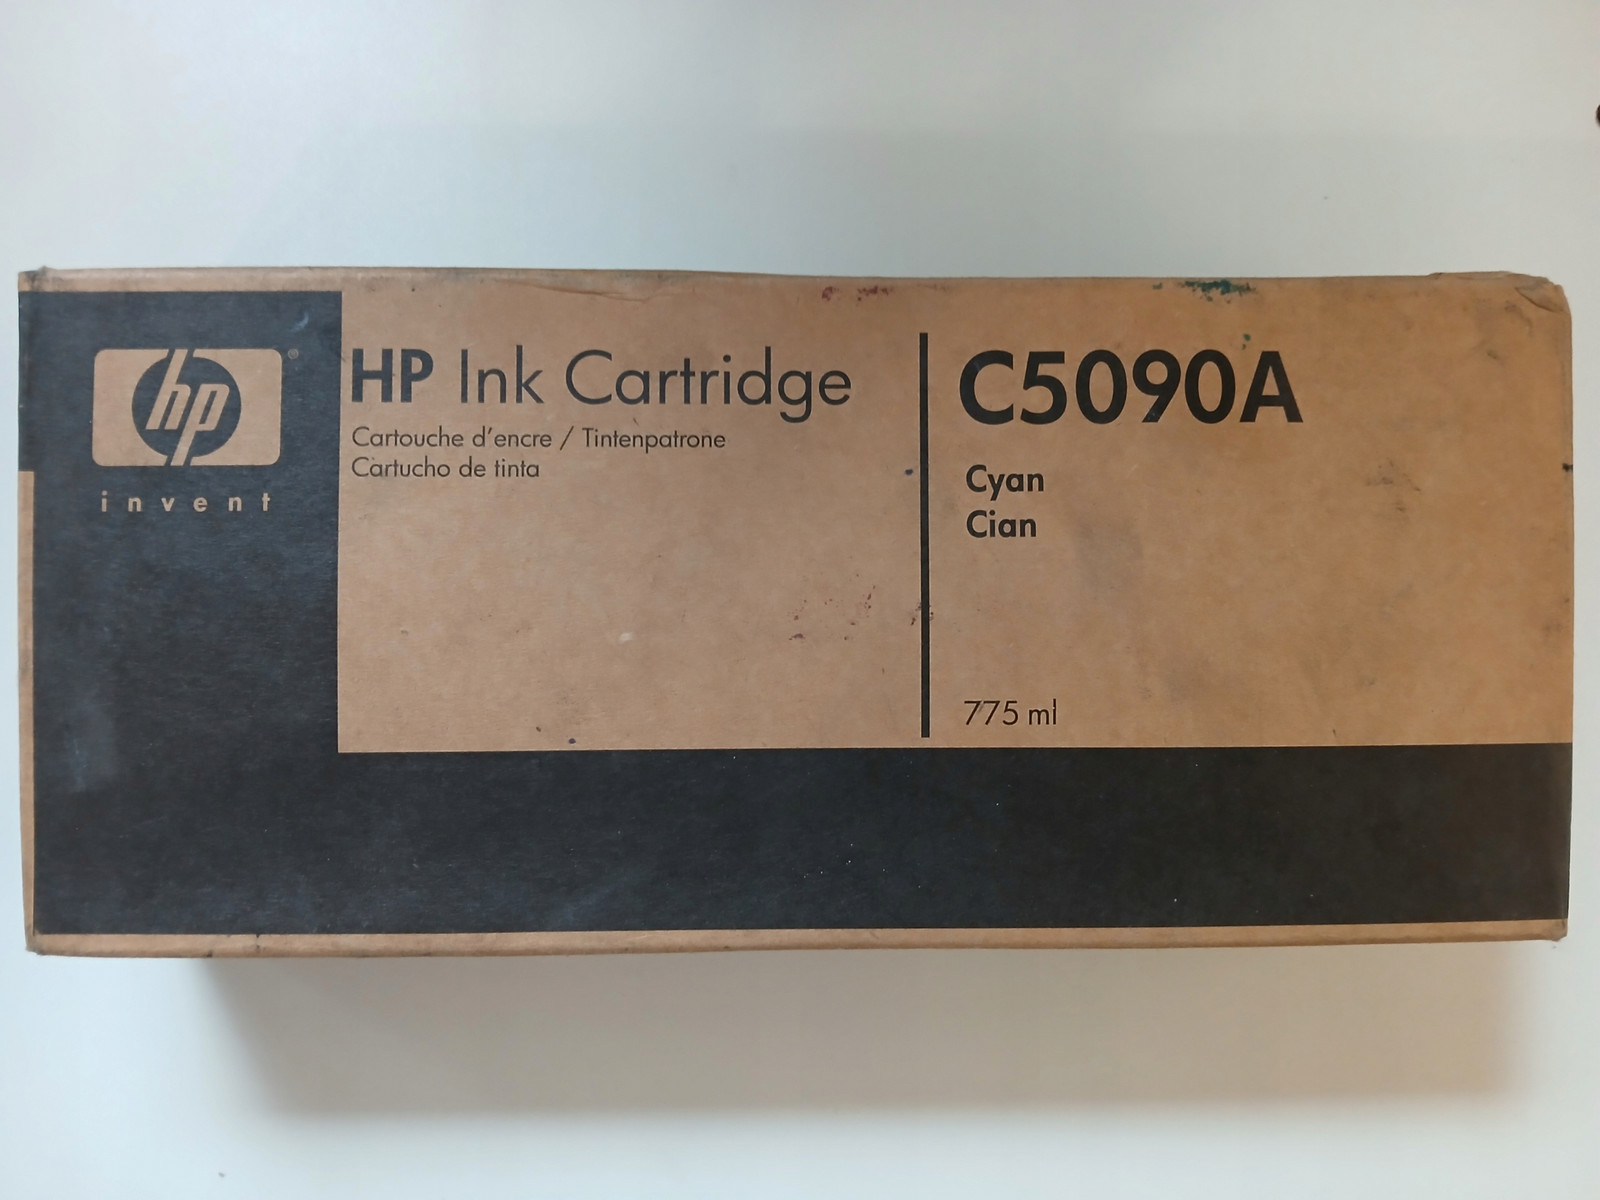 hp®
invent
HP Ink Cartridge
Cartouche d'encre / Tintenpatrone
Cartucho de tinta
C5090A
Cyan
Cian
775 ml